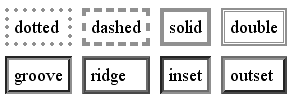 dotted dashed solid double
groove ridge inset outset